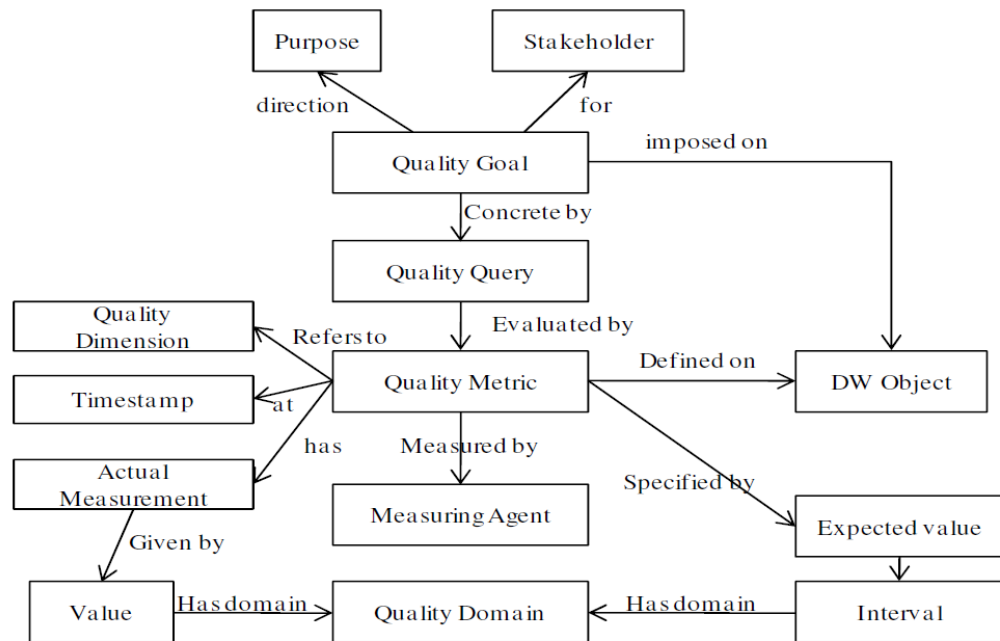 Purpose
Stakeholder
direction
for
Quality Goal
imposed on
Concrete by
Quality Query
Quality
Dimension
Refers to
Evaluated by
Quality Metric
Defined on
DW Object
Timestamp
at
has
Measured by
Actual
Measurement
Specified by
Measuring Agent
Expected value
Given by
Value
Has domain
Quality Domain
Has domain
Interval